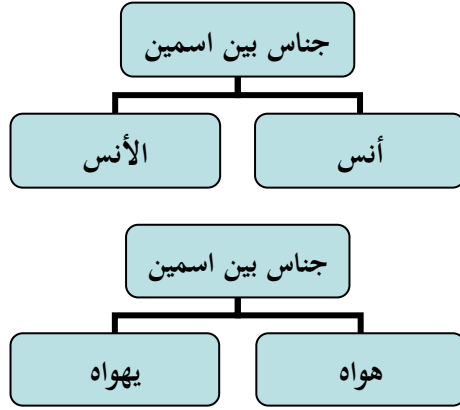 جناس بين اسمين
أنس
الأنس
جناس بين اسمين
هواه
يهواه